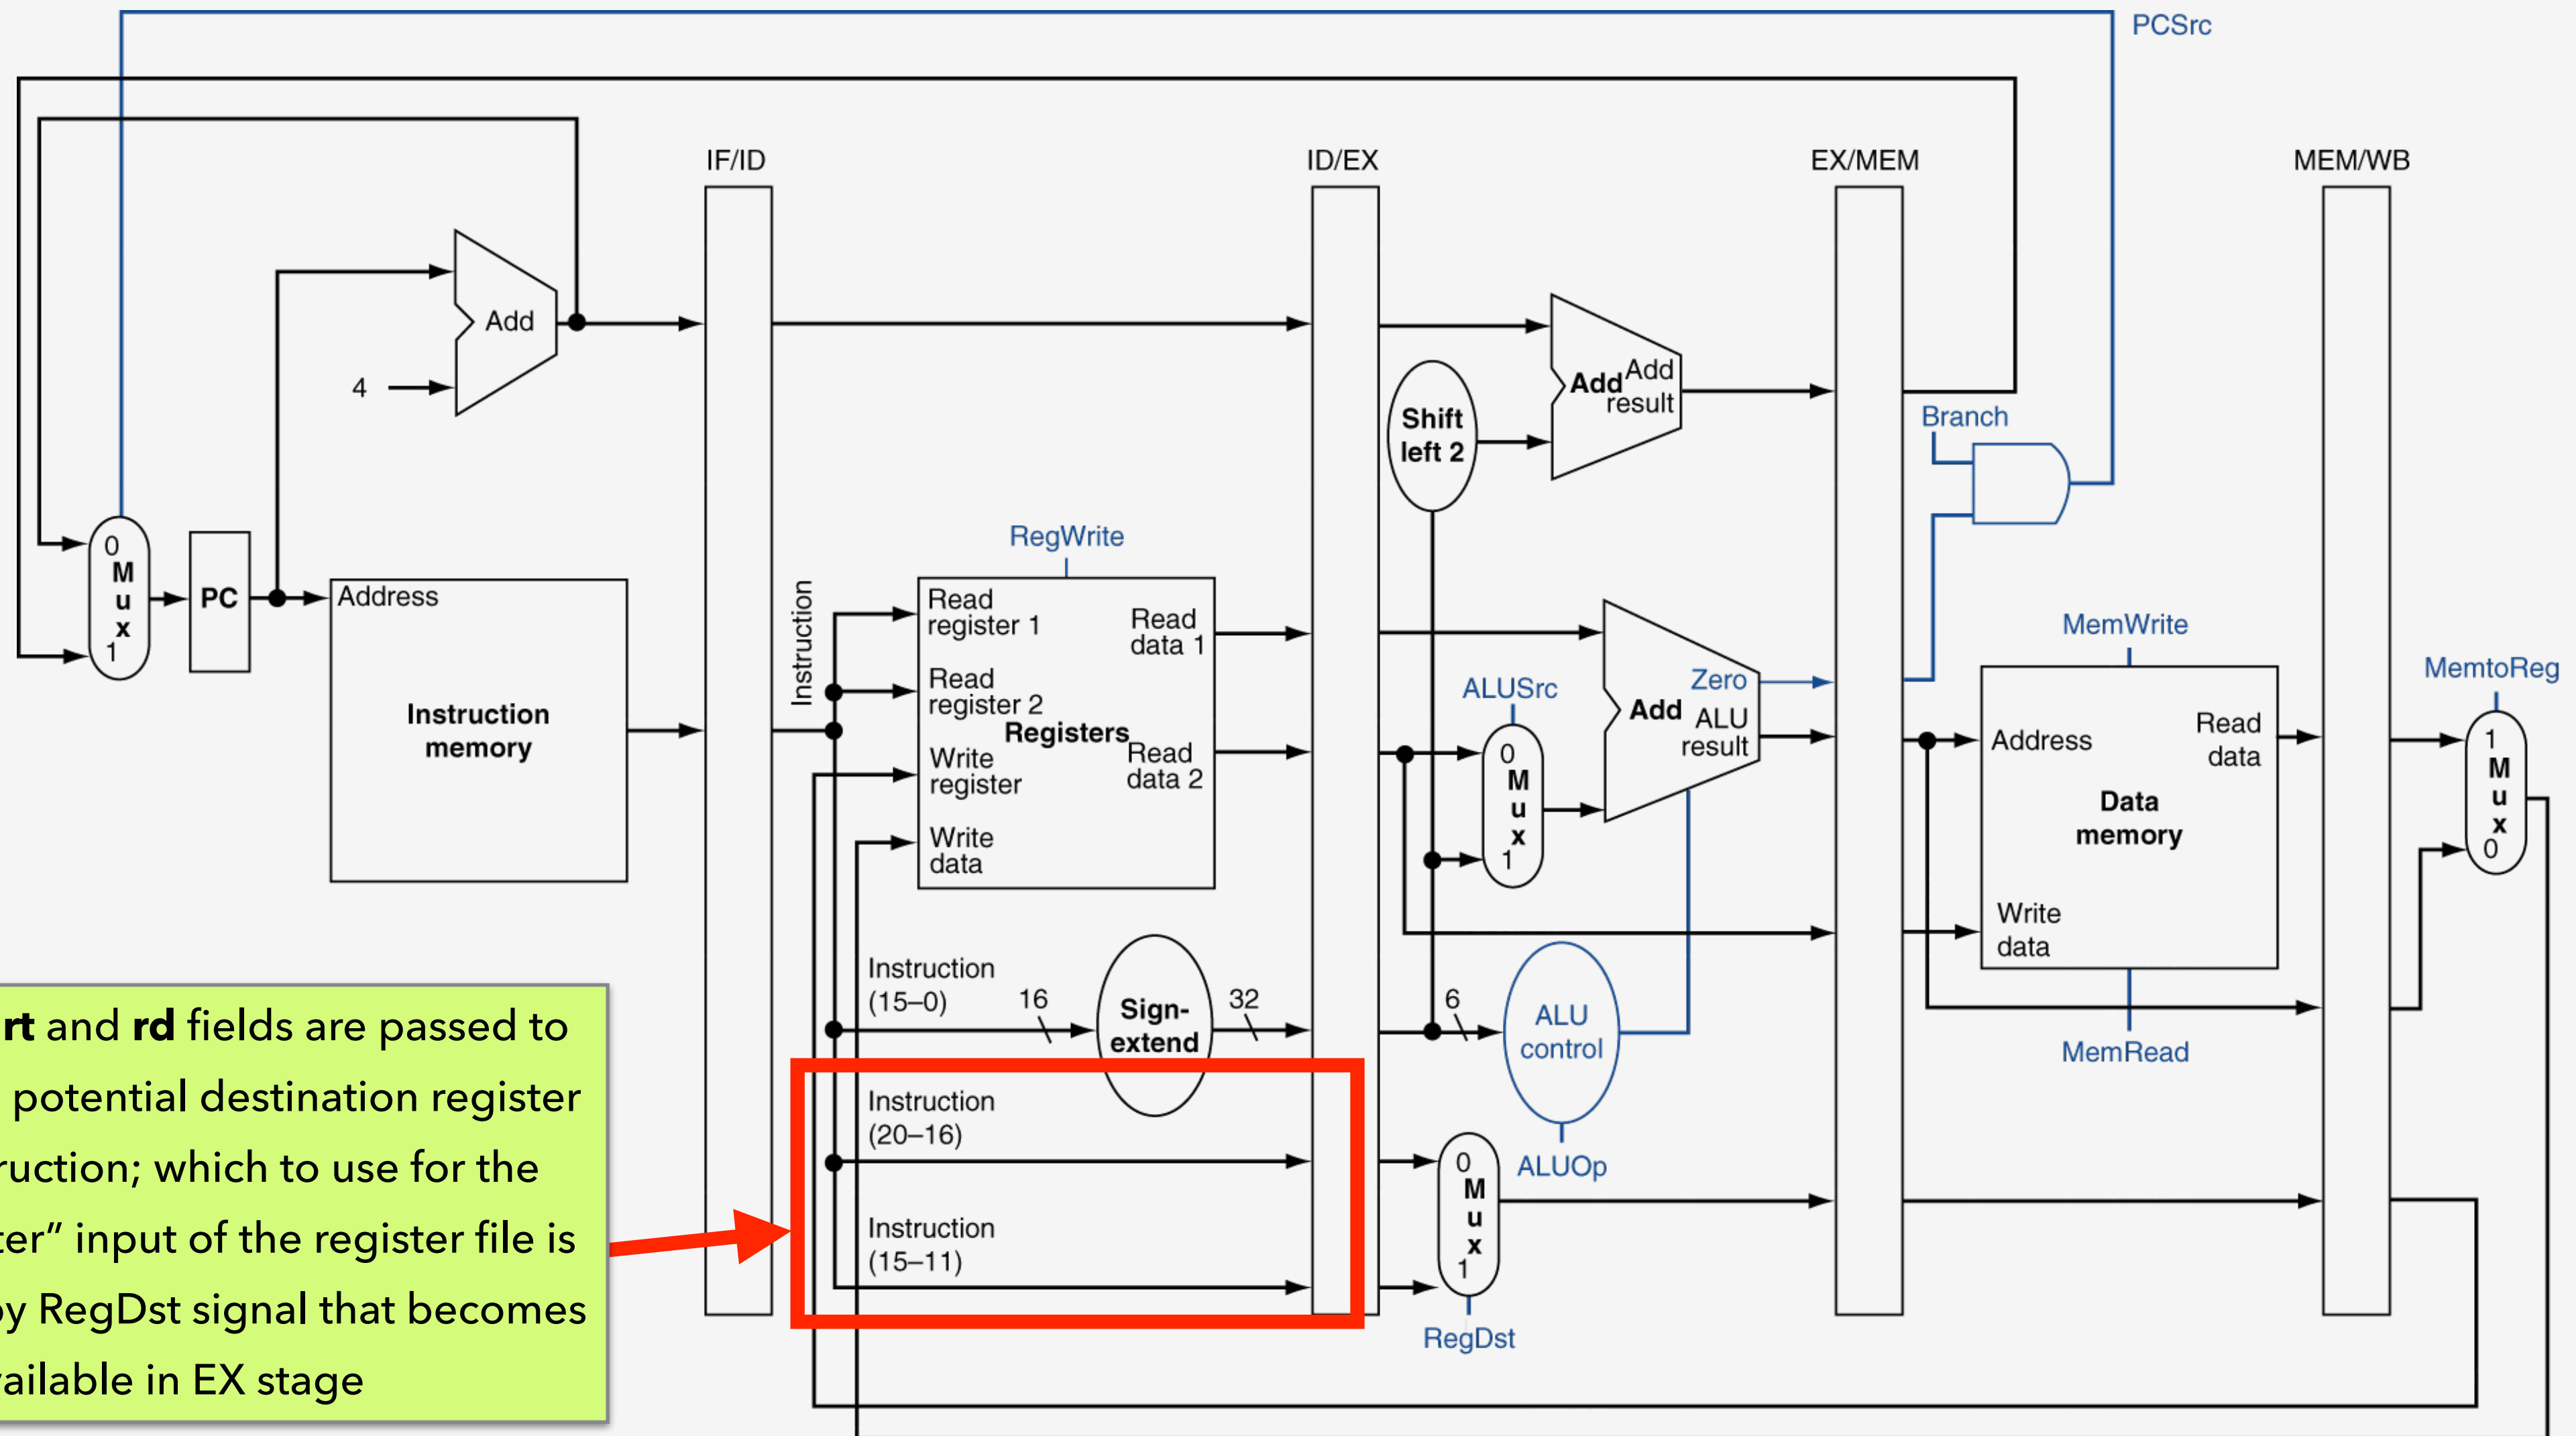 PCSrc
IF/ID
ID/EX
EX/MEM
MEM/WB
Add
4
Add
Add
result
Shift
left 2
Branch
0
M
u
x
1
PC
Address
Instruction
memory
Instruction
RegWrite
Read
register 1
Read
register 2
Write
register
Write
data
Registers
Read
data 1
Read
data 2
ALUSrc
0
M
u
x
1
Add
Zero
ALU
result
MemWrite
Address
Read
data
Data
memory
Write
data
MemRead
MemtoReg
1
M
u
x
0
Instruction
(15–0)
16
Sign-
extend
32
6
ALU
control
ALUOp
Instruction
(20–16)
Instruction
(15–11)
0
M
u
x
1
RegDst
rt and rd fields are passed to
potential destination register
ruction; which to use for the
ter” input of the register file is
by RegDst signal that becomes
vailable in EX stage